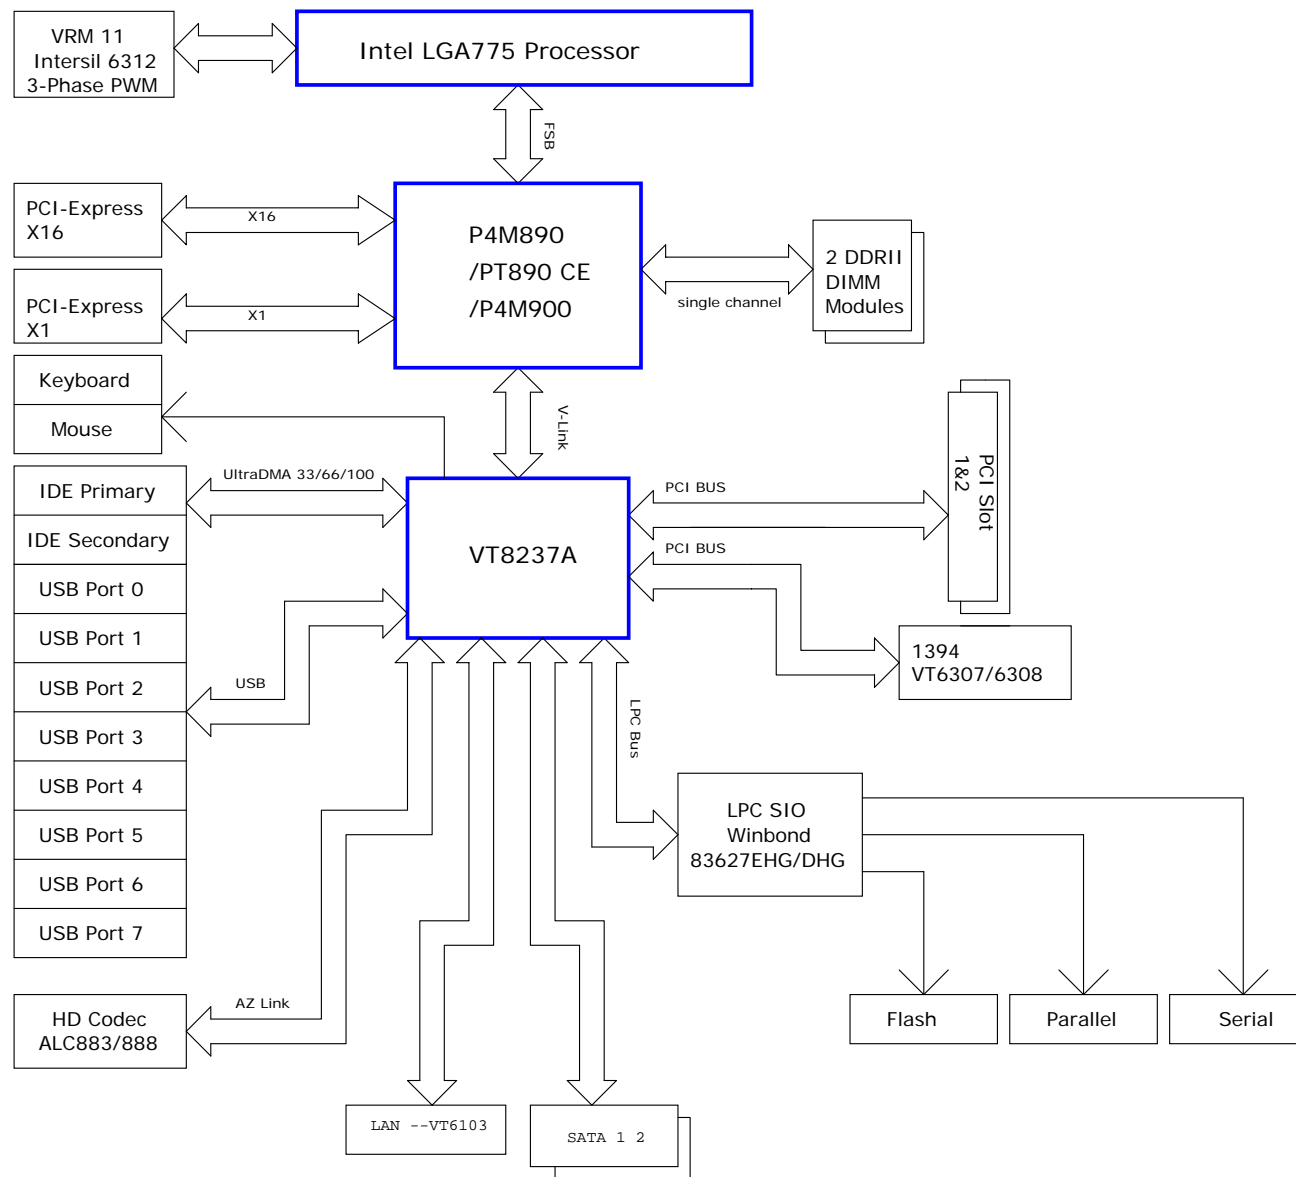 VRM 11
Intersil 6312
3-Phase PWM
Intel LGA775 Processor
FSB
PCI-Express
X16
X16
P4M890
/PT890 CE
/P4M900
2 DDRII
DIMM
Modules
single channel
PCI-Express
X1
X1
Keyboard
Mouse
V-Link
UltraDMA 33/66/100
IDE Primary
IDE Secondary
USB Port 0
USB Port 1
USB Port 2
USB Port 3
USB Port 4
USB Port 5
USB Port 6
USB Port 7
USB
VT8237A
PCI BUS
PCI BUS
PCI Slot
1&2
1394
VT6307/6308
LPC Bus
LPC SIO
Winbond
83627EHG/DHG
Flash
Parallel
Serial
AZ Link
HD Codec
ALC883/888
LAN --VT6103
SATA 1 2